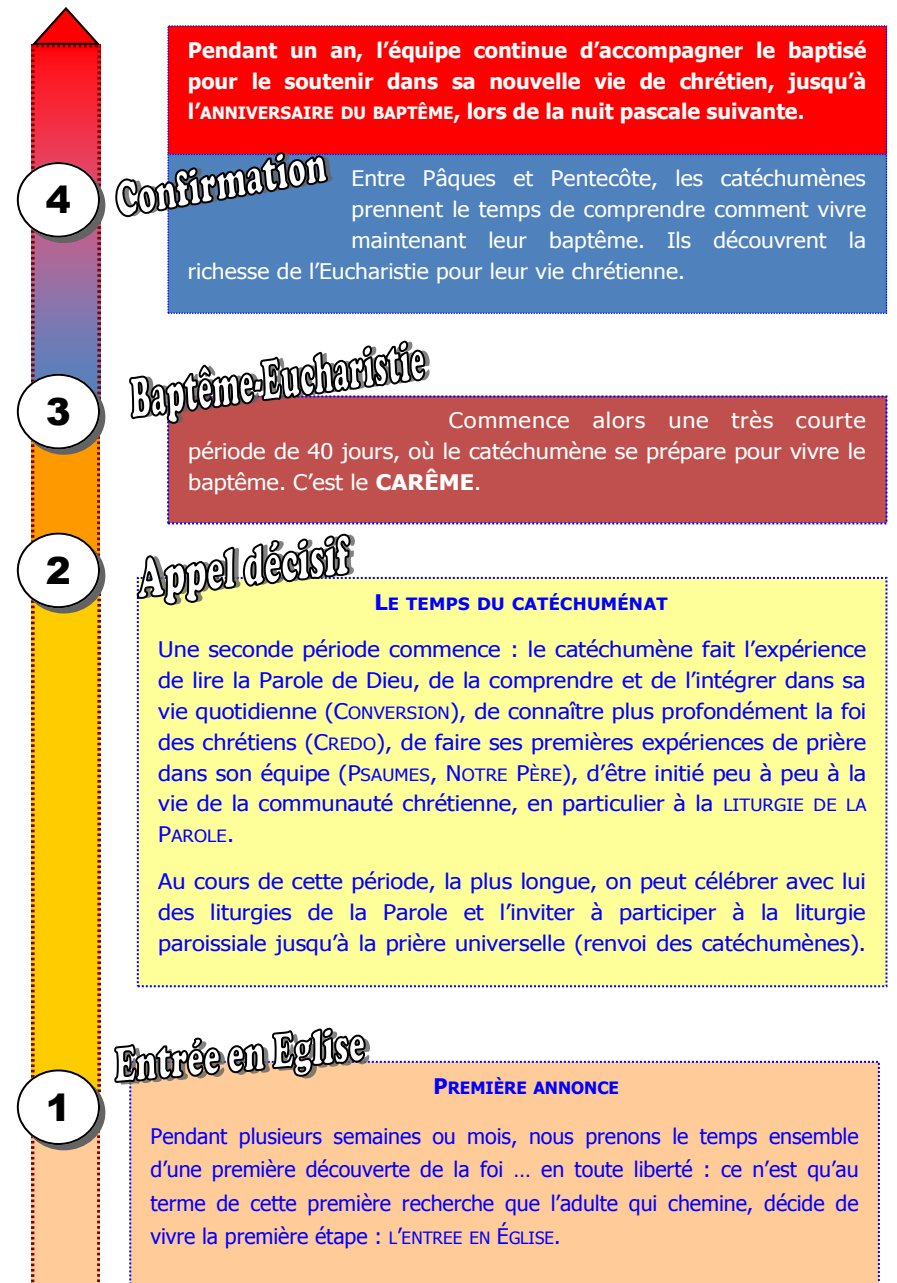 Pendant un an, l’équipe continue d’accompagner le baptisé
pour le soutenir dans sa nouvelle vie de chrétien, jusqu’à
l’ANNIVERSAIRE DU BAPTÊME, lors de la nuit pascale suivante.
4
Confirmation
Entre Pâques et Pentecôte, les catéchumènes
prennent le temps de comprendre comment vivre
maintenant leur baptême. Ils découvrent la
richesse de l’Eucharistie pour leur vie chrétienne.
3
Baptême-Eucharistie
Commence alors une très courte
période de 40 jours, où le catéchumène se prépare pour vivre le
baptême. C’est le CARÊME.
2
Appel décisif
LE TEMPS DU CATÉCHUMÉNAT
Une seconde période commence : le catéchumène fait l’expérience
de lire la Parole de Dieu, de la comprendre et de l’intégrer dans sa
vie quotidienne (CONVERSION), de connaître plus profondément la foi
des chrétiens (CREDO), de faire ses premières expériences de prière
dans son équipe (PSAUMES, NOTRE PÈRE), d’être initié peu à peu à la
vie de la communauté chrétienne, en particulier à la LITURGIE DE LA
PAROLE.
Au cours de cette période, la plus longue, on peut célébrer avec lui
des liturgies de la Parole et l’inviter à participer à la liturgie
paroissiale jusqu’à la prière universelle (renvoi des catéchumènes).
1
Entrée en Eglise
PREMIÈRE ANNONCE
Pendant plusieurs semaines ou mois, nous prenons le temps ensemble
d’une première découverte de la foi … en toute liberté : ce n’est qu’au
terme de cette première recherche que l’adulte qui chemine, décide de
vivre la première étape : L’ENTREE EN ÉGLISE.